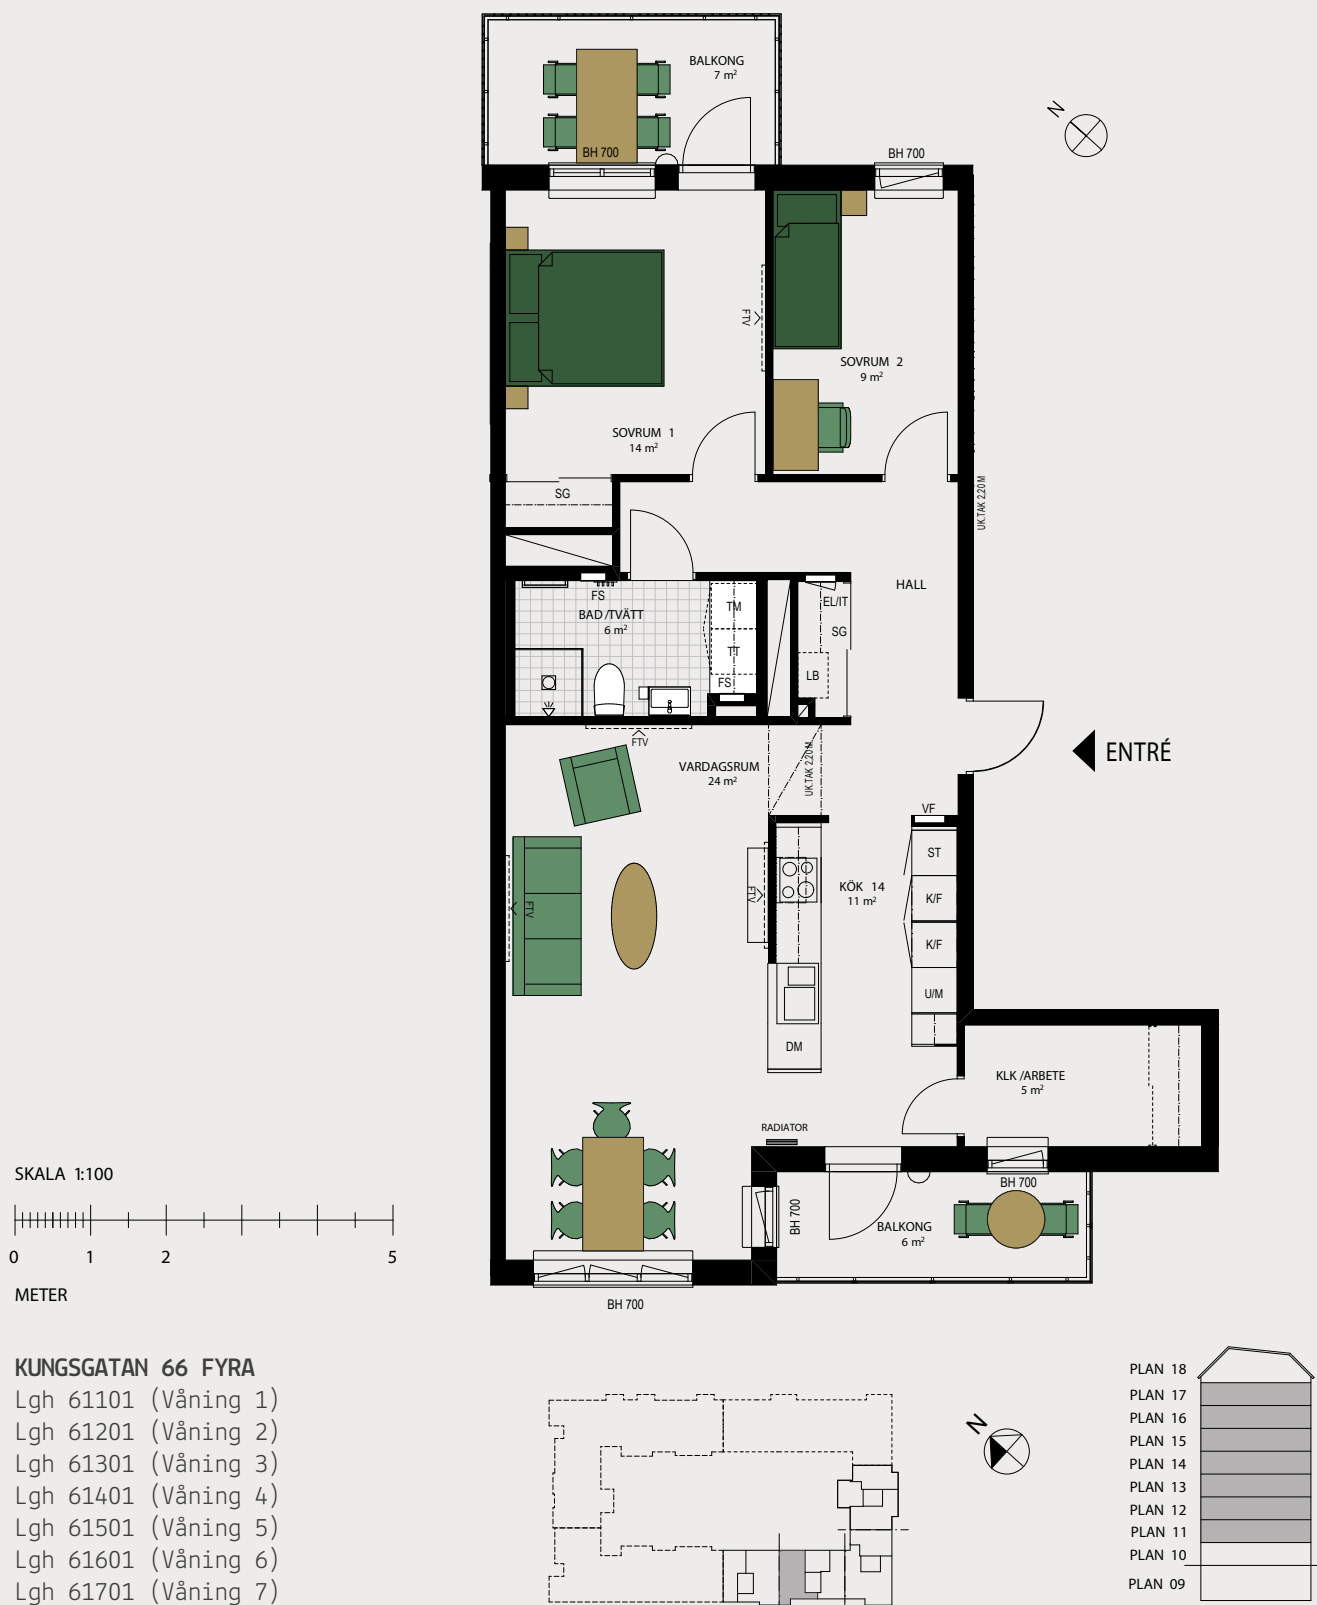 BALKONG
7 m²
N
BH 700
BH 700
FTV
SOVRUM 2
9 m²
SOVRUM 1
14 m²
SG
UK.TAK 2,20 M
HALL
FS
BAD /TVÄTT
6 m²
TM
TT
FS
EL/IT
SG
LB
FTV
VARDAGSRUM
24 m²
UK.TAK 2,20 M
ENTRÉ
VF
ST
KÖK 14
11 m²
K/F
FTV
FTV
K/F
U/M
DM
KLK /ARBETE
5 m²
RADIATOR
BH 700
BH 700
BALKONG
6 m²
BH 700
SKALA 1:100
0 1 2 5
METER
KUNGSGATAN 66 FYRA
Lgh 61101 (Våning 1)
Lgh 61201 (Våning 2)
Lgh 61301 (Våning 3)
Lgh 61401 (Våning 4)
Lgh 61501 (Våning 5)
Lgh 61601 (Våning 6)
Lgh 61701 (Våning 7)
N
PLAN 18
PLAN 17
PLAN 16
PLAN 15
PLAN 14
PLAN 13
PLAN 12
PLAN 11
PLAN 10
PLAN 09